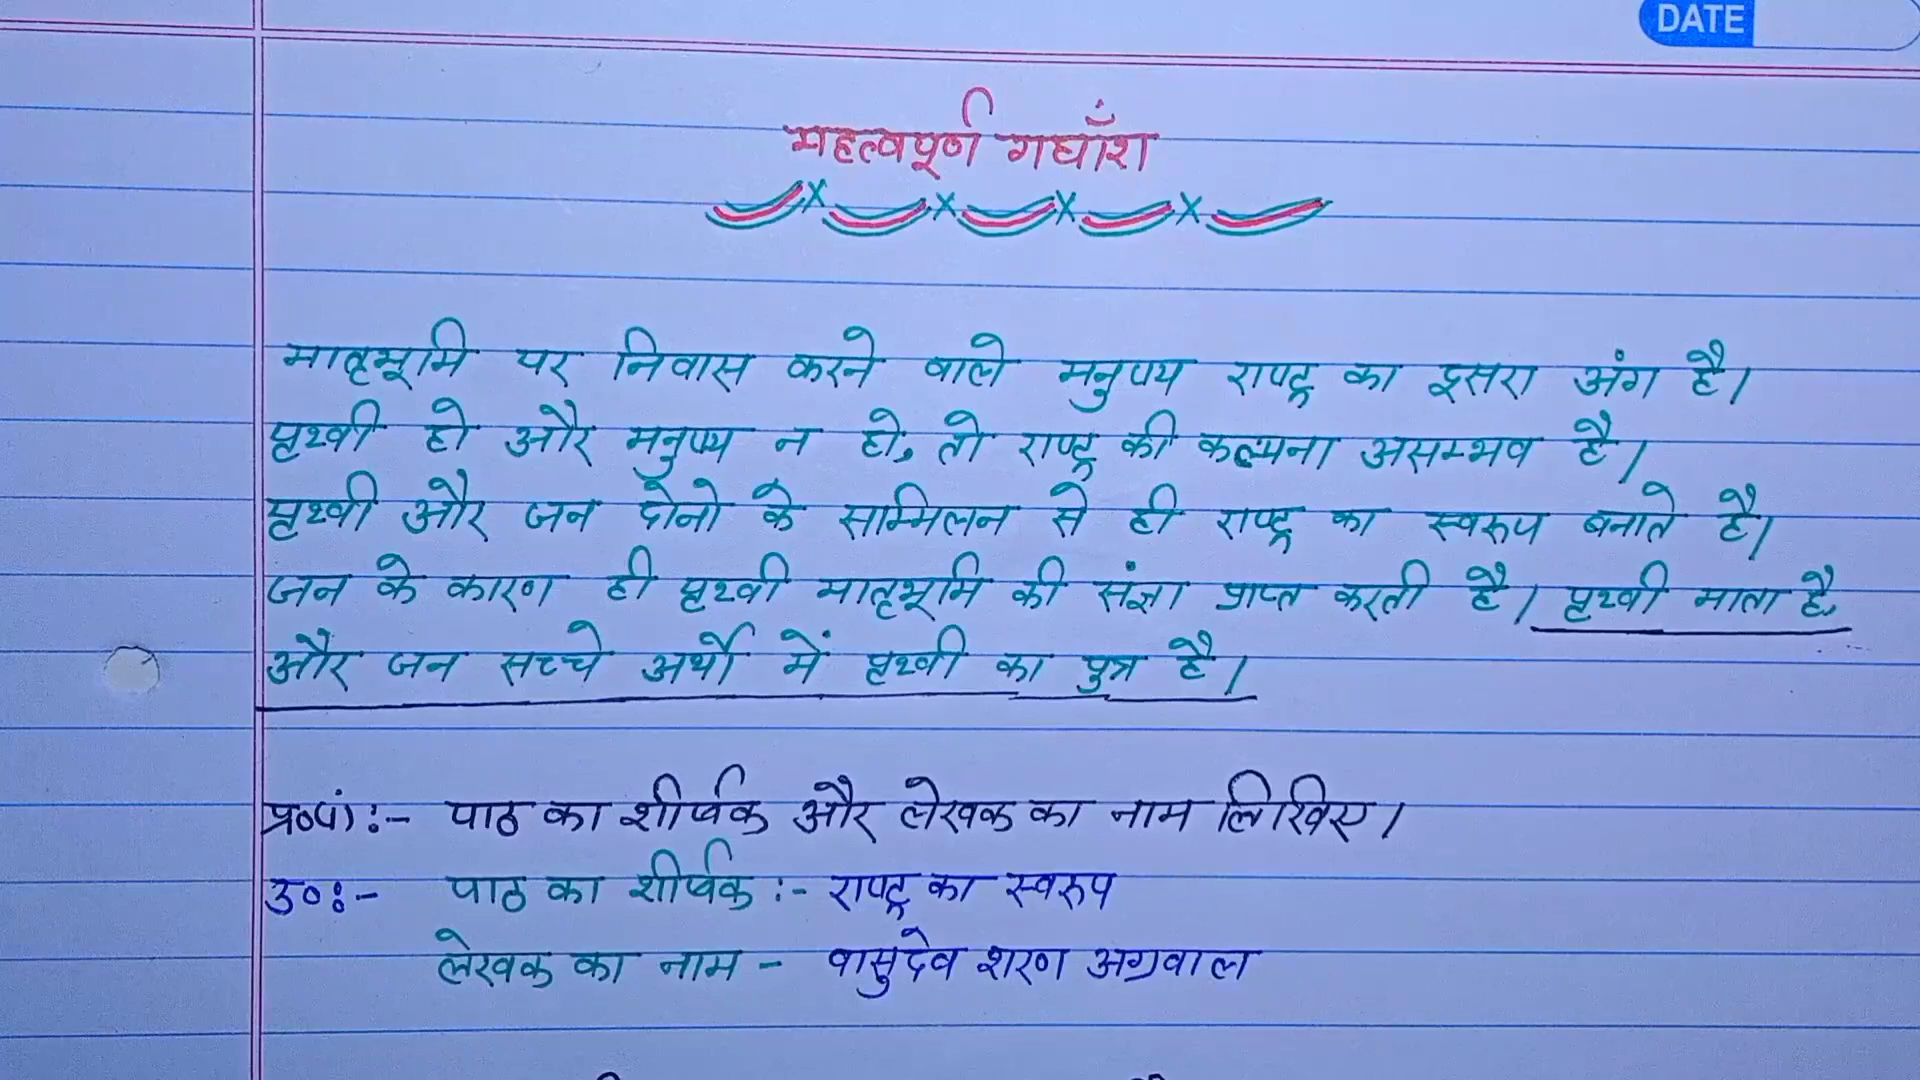 DATE
महत्वपूर्ण गद्याँश
मातृभूमि पर निवास करने वाले मनुष्य राष्ट्र का दूसरा अंग है।
पृथ्वी हो और मनुष्य न हो, तो राष्ट्र की कल्पना असम्भव है।
पृथ्वी और जन दोनो के सम्मिलन से ही राष्ट्र का स्वरुप बनाते है।
जन के कारण ही पृथ्वी मातृभूमि की संज्ञा प्राप्त करती है। पृथ्वी माता है,
और जन सच्चे अर्थो में पृथ्वी का पुत्र है।
प्र०(i) :- पाठ का शीर्षक और लेखक का नाम लिखिए।
उ०ः- पाठ का शीर्षक :- राष्ट्र का स्वरुप
लेखक का नाम - वासुदेव शरण अग्रवाल